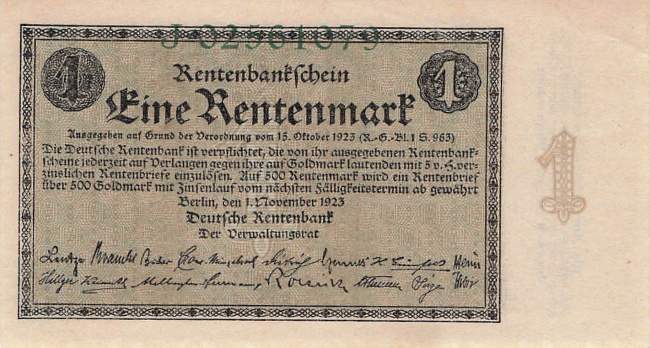 J·02561079
1
1
Rentenbankschein
Eine Rentenmark
Ausgegeben auf Grund der Verordnung vom 15. Oktober 1923 (R.-G.-Bl. I S. 963)
Die Deutsche Rentenbank ist verpflichtet, die von ihr ausgegebenen Rentenbank-
scheine jederzeit auf Verlangen gegen ihre auf Goldmark lautenden mit 5 v. H. ver-
zinslichen Rentenbriefe einzulösen. Auf 500 Rentenmark wird ein Rentenbrief
über 500 Goldmark mit Zinsenlauf vom nächsten Fälligkeitstermin ab gewährt
Berlin, den 1. November 1923
Deutsche Rentenbank
Der Verwaltungsrat
1